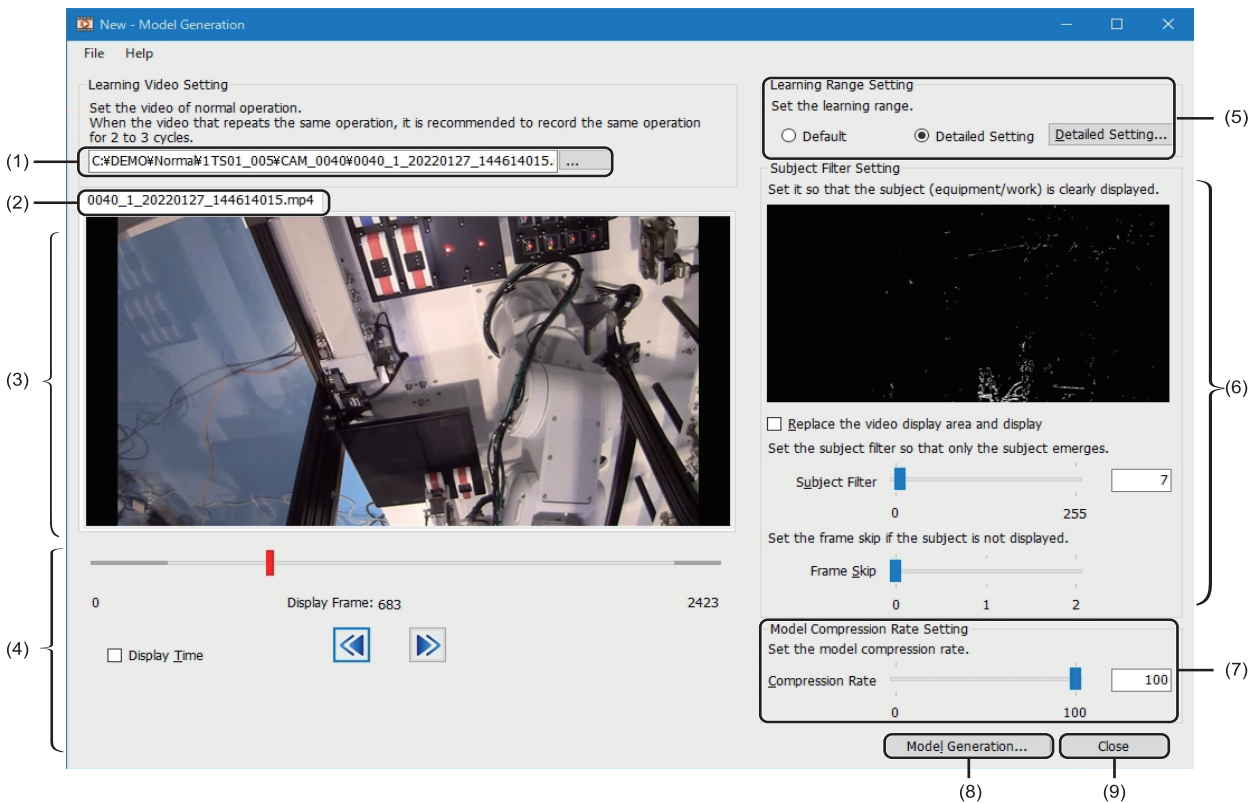 New - Model Generation
File Help
Learning Video Setting
Set the video of normal operation.
When the video that repeats the same operation, it is recommended to record the same operation
for 2 to 3 cycles.
(1)
C:¥DEMO¥Normal¥1TS01_005¥CAM_0040¥0040_1_20220127_144614015.
...
(2)
0040_1_20220127_144614015.mp4
(3)
0
Display Frame: 683
2423
(4)
Display Time
Learning Range Setting
Set the learning range.
Default
Detailed Setting
Detailed Setting...
(5)
Subject Filter Setting
Set it so that the subject (equipment/work) is clearly displayed.
(6)
Replace the video display area and display
Set the subject filter so that only the subject emerges.
Subject Filter
7
0 255
Set the frame skip if the subject is not displayed.
Frame Skip
0 1 2
Model Compression Rate Setting
Set the model compression rate.
(7)
Compression Rate
100
0 100
Model Generation...
Close
(8)
(9)